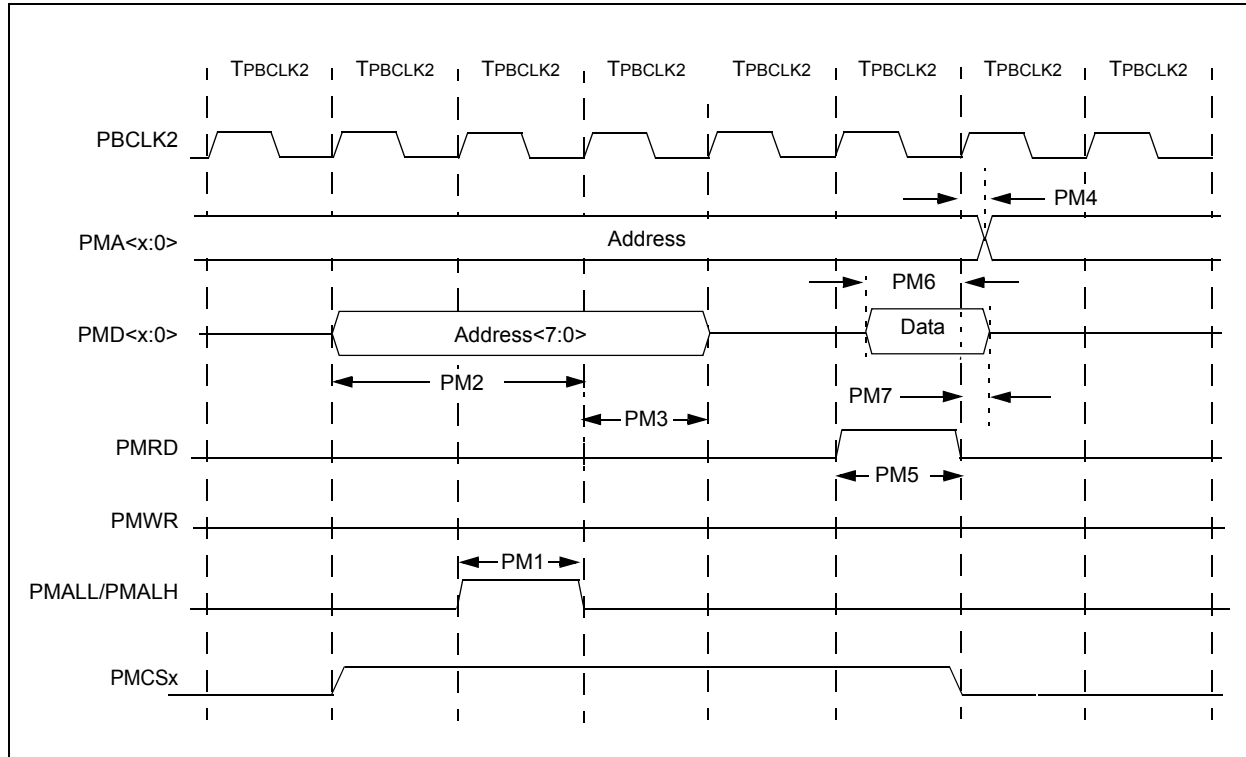 TPBCLK2 TPBCLK2 TPBCLK2 TPBCLK2 TPBCLK2 TPBCLK2 TPBCLK2 TPBCLK2
PBCLK2
PM4
PMA<x:0>
Address
PM6
PMD<x:0>
Address<7:0>
Data
PM2
PM7
PM3
PMRD
PM5
PMWR
PM1
PMALL/PMALH
PMCSx